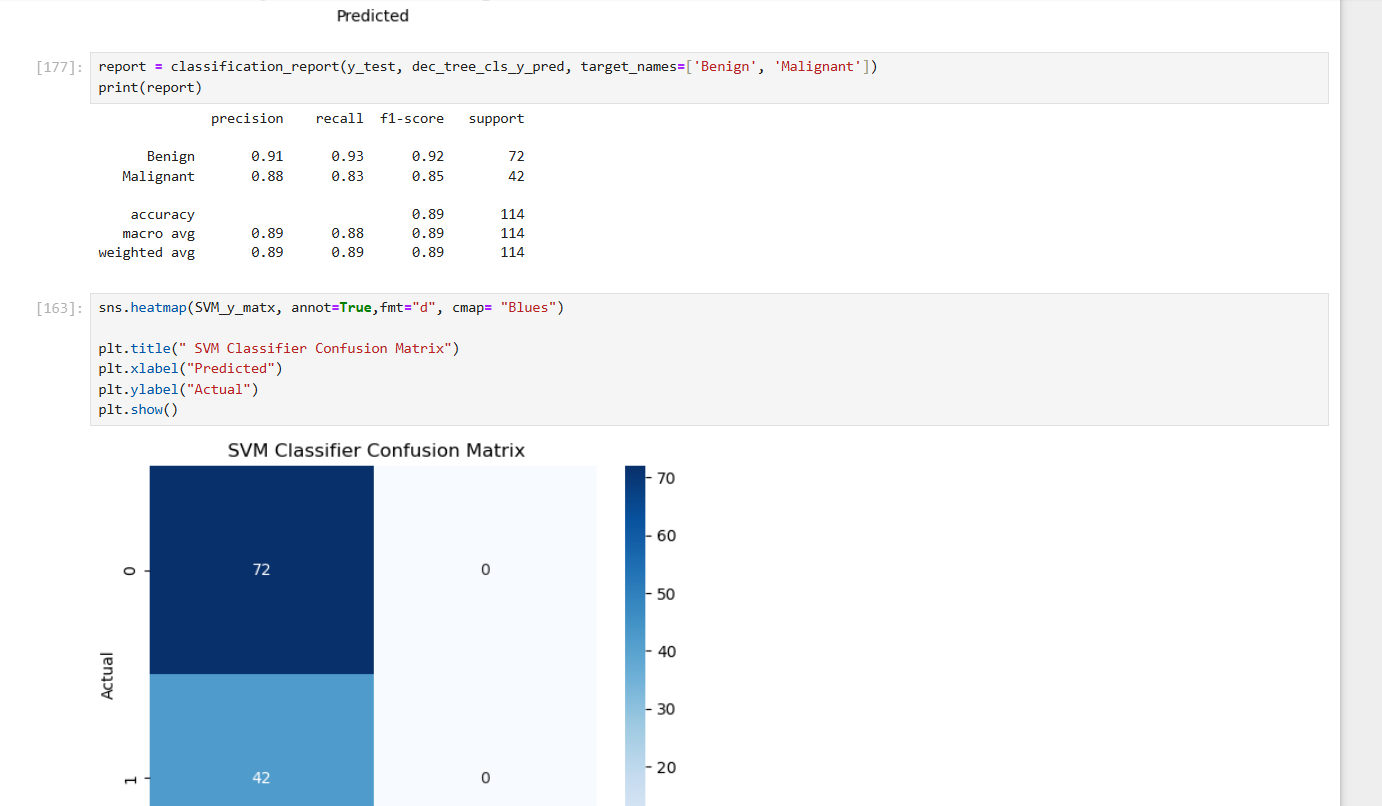 Predicted
[177]: report = classification_report(y_test, dec_tree_cls_y_pred, target_names=['Benign', 'Malignant'])
print(report)
precision recall f1-score support
Benign 0.91 0.93 0.92 72
Malignant 0.88 0.83 0.85 42
accuracy 0.89 114
macro avg 0.89 0.88 0.89 114
weighted avg 0.89 0.89 0.89 114
[163]: sns.heatmap(SVM_y_matx, annot=True,fmt="d", cmap= "Blues")
plt.title(" SVM Classifier Confusion Matrix")
plt.xlabel("Predicted")
plt.ylabel("Actual")
plt.show()
SVM Classifier Confusion Matrix
70
60
50
40
30
20
0
72 0
Actual
1
42 0